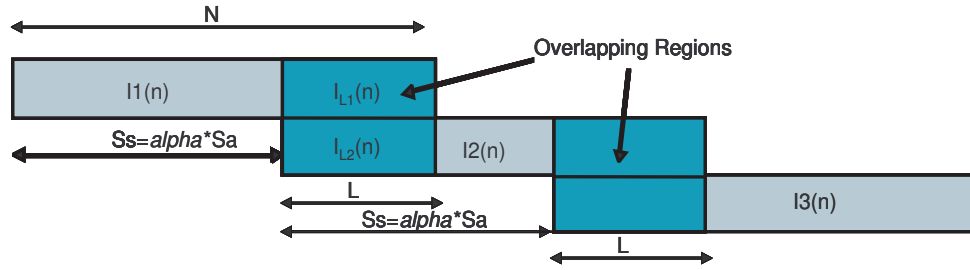 N
Overlapping Regions
I1(n)
IL1(n)
Ss=alpha*Sa
IL2(n)
I2(n)
L
Ss=alpha*Sa
I3(n)
L